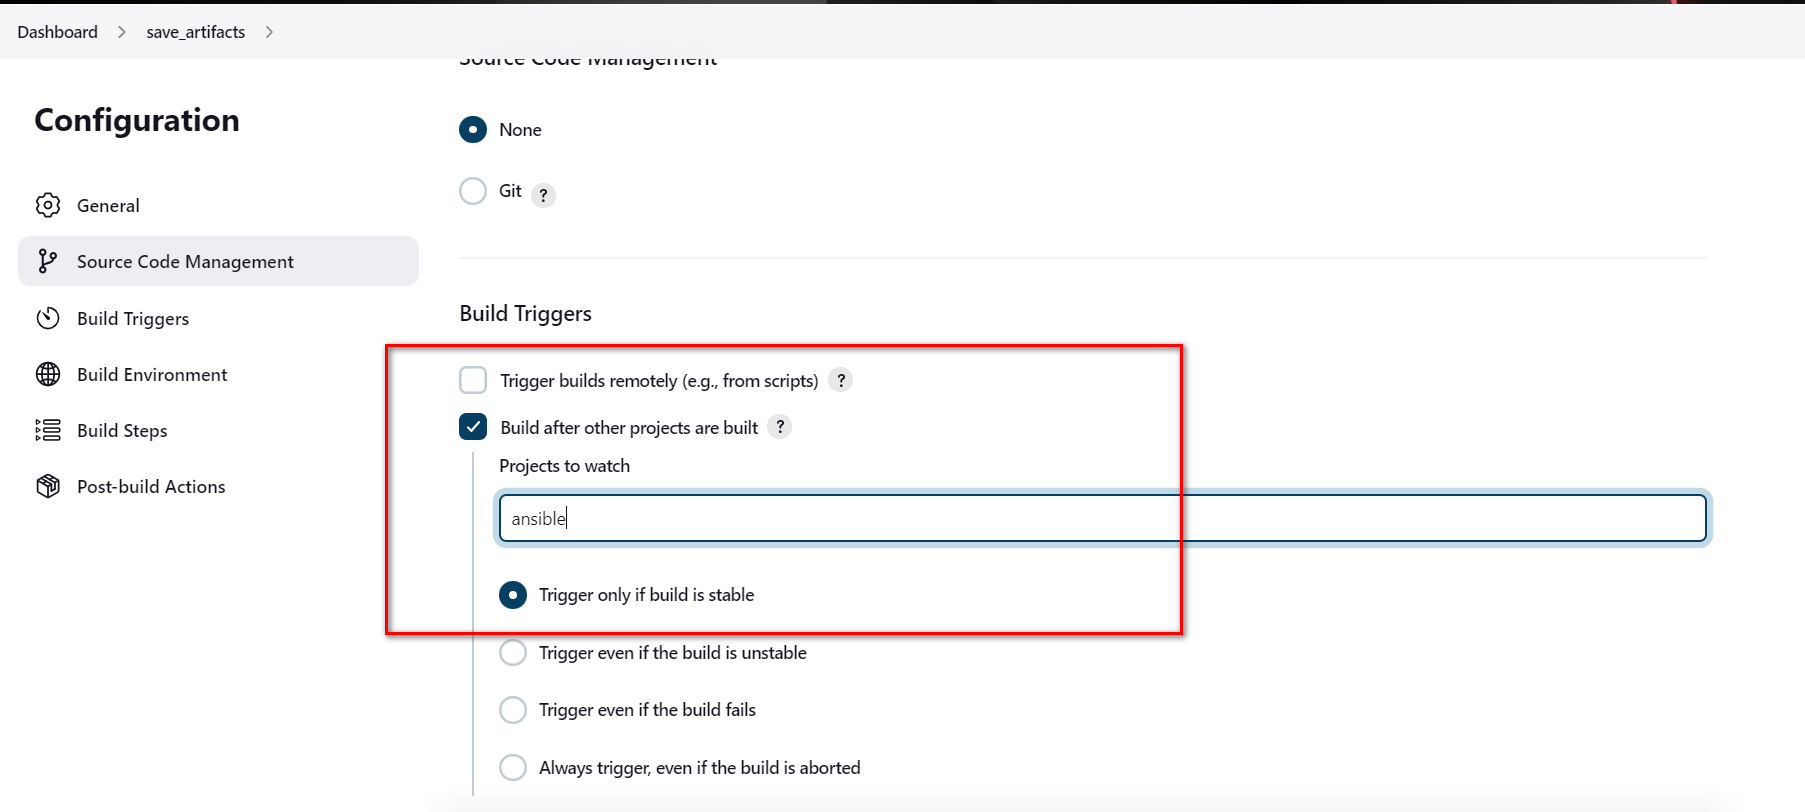 Dashboard > save_artifacts >
Source Code Management
Configuration
None
Git ?
General
Source Code Management
Build Triggers
Build Environment
Build Steps
Post-build Actions
Build Triggers
Trigger builds remotely (e.g., from scripts) ?
Build after other projects are built ?
Projects to watch
ansible
Trigger only if build is stable
Trigger even if the build is unstable
Trigger even if the build fails
Always trigger, even if the build is aborted